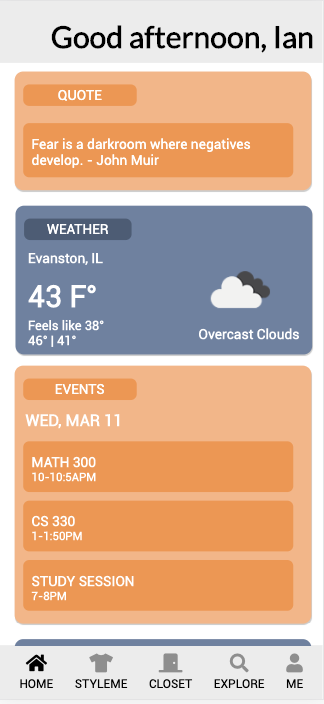 Good afternoon, Ian
QUOTE
Fear is a darkroom where negatives
develop. - John Muir
WEATHER
Evanston, IL
43 F°
Feels like 38°
46° | 41°
Overcast Clouds
EVENTS
WED, MAR 11
MATH 300
10-10:5APM
CS 330
1-1:50PM
STUDY SESSION
7-8PM
HOME STYLEME CLOSET EXPLORE ME